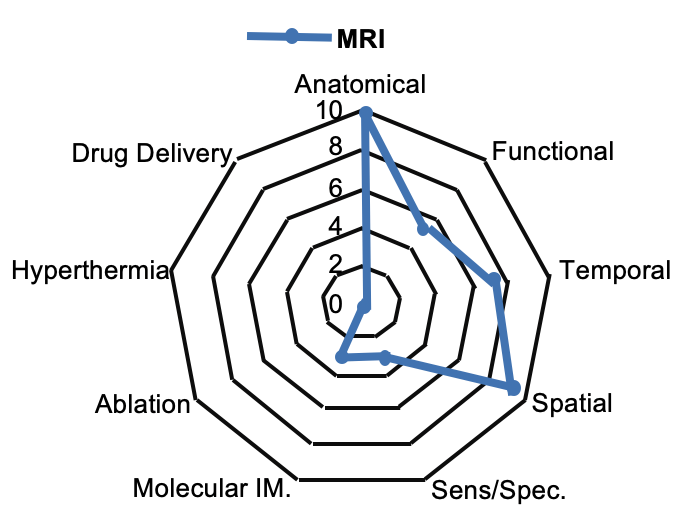 MRI
Anatomical
10
Drug Delivery
8
Functional
6
4
Hyperthermia
2
Temporal
0
Ablation
Spatial
Molecular IM.
Sens/Spec.